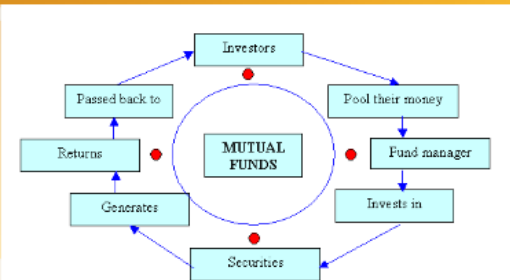 Investors
Pool their money
Fund manager
Invests in
Securities
Generates
Returns
Passed back to
MUTUAL
FUNDS